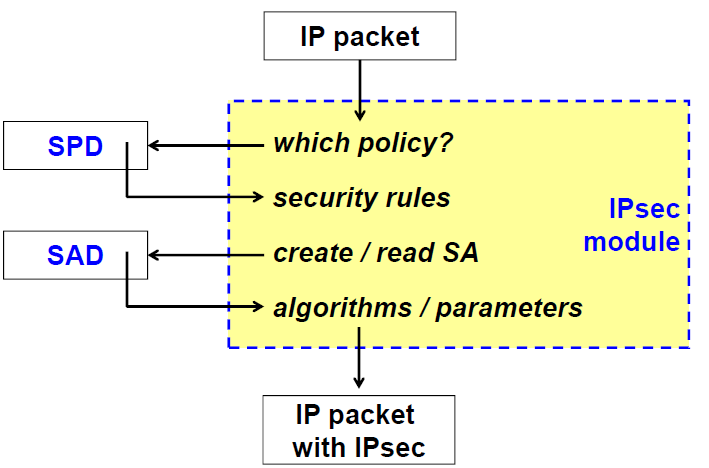 IP packet
which policy?
SPD
security rules
IPsec
module
create / read SA
SAD
algorithms / parameters
IP packet
with IPsec